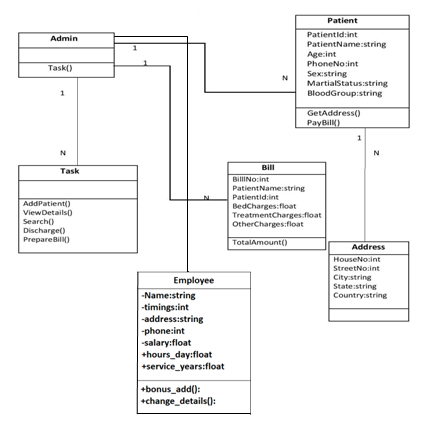 Patient
PatientId:int
PatientName:string
Age:int
PhoneNo:int
Sex:string
MartialStatus:string
BloodGroup:string
GetAddress()
PayBill()
Admin
Task()
1
1
N
1
N
1
N
N
Task
AddPatient()
ViewDetails()
Search()
Discharge()
PrepareBill()
Bill
BillNo:int
PatientName:string
PatientId:int
BedCharges:float
TreatmentCharges:float
OtherCharges:float
TotalAmount()
Address
HouseNo:int
StreetNo:int
City:string
State:string
Country:string
Employee
-Name:string
-timings:int
-address:string
-phone:int
-salary:float
+hours_day:float
+service_years:float
+bonus_add():
+change_details():